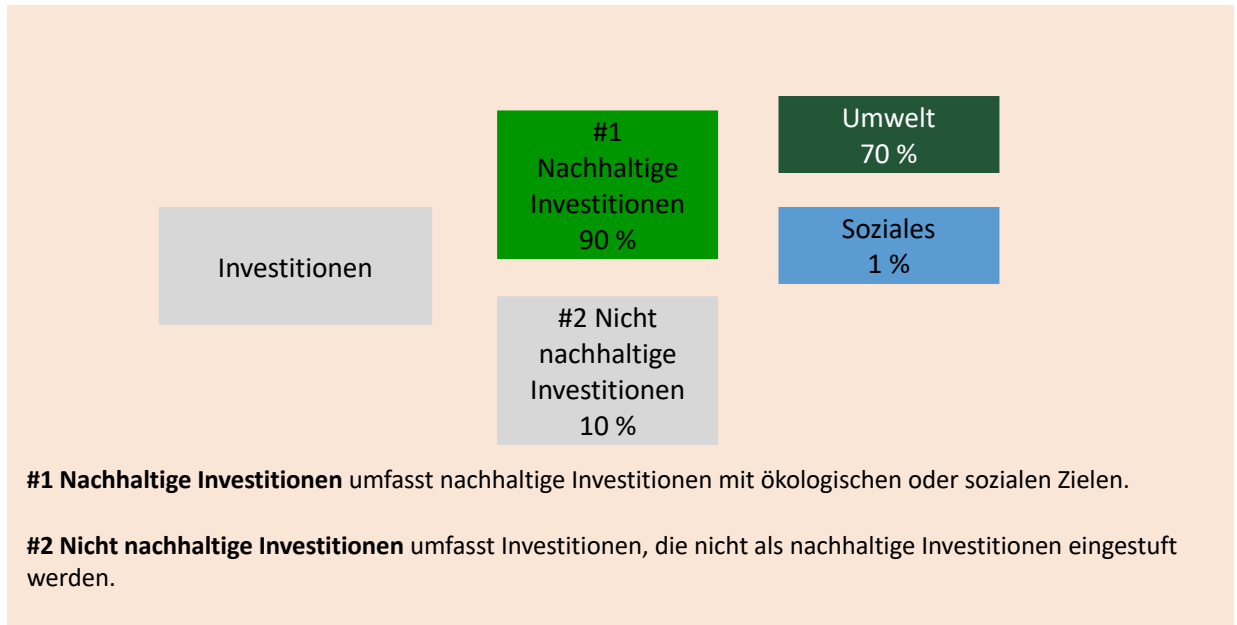 Investitionen
#1
Nachhaltige
Investitionen
90 %
#2 Nicht
nachhaltige
Investitionen
10 %
Umwelt
70 %
Soziales
1 %
#1 Nachhaltige Investitionen umfasst nachhaltige Investitionen mit ökologischen oder sozialen Zielen.
#2 Nicht nachhaltige Investitionen umfasst Investitionen, die nicht als nachhaltige Investitionen eingestuft
werden.